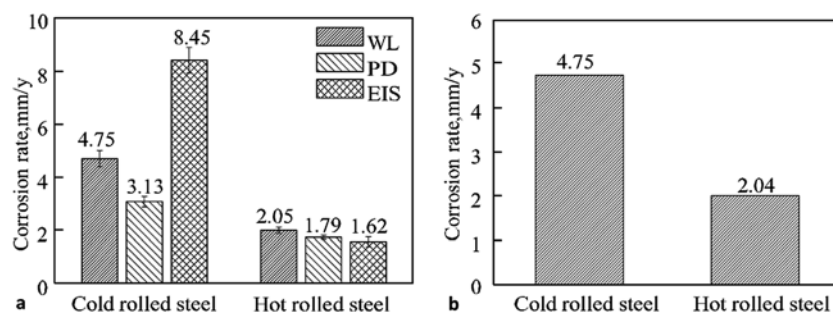 10
8
6
4
2
0
Corrosion rate,mm/y
WL
PD
EIS
4.75
3.13
8.45
2.05
1.79
1.62
Cold rolled steel
Hot rolled steel
a
6
5
4
3
2
1
0
Corrosion rate,mm/y
4.75
2.04
Cold rolled steel
Hot rolled steel
b